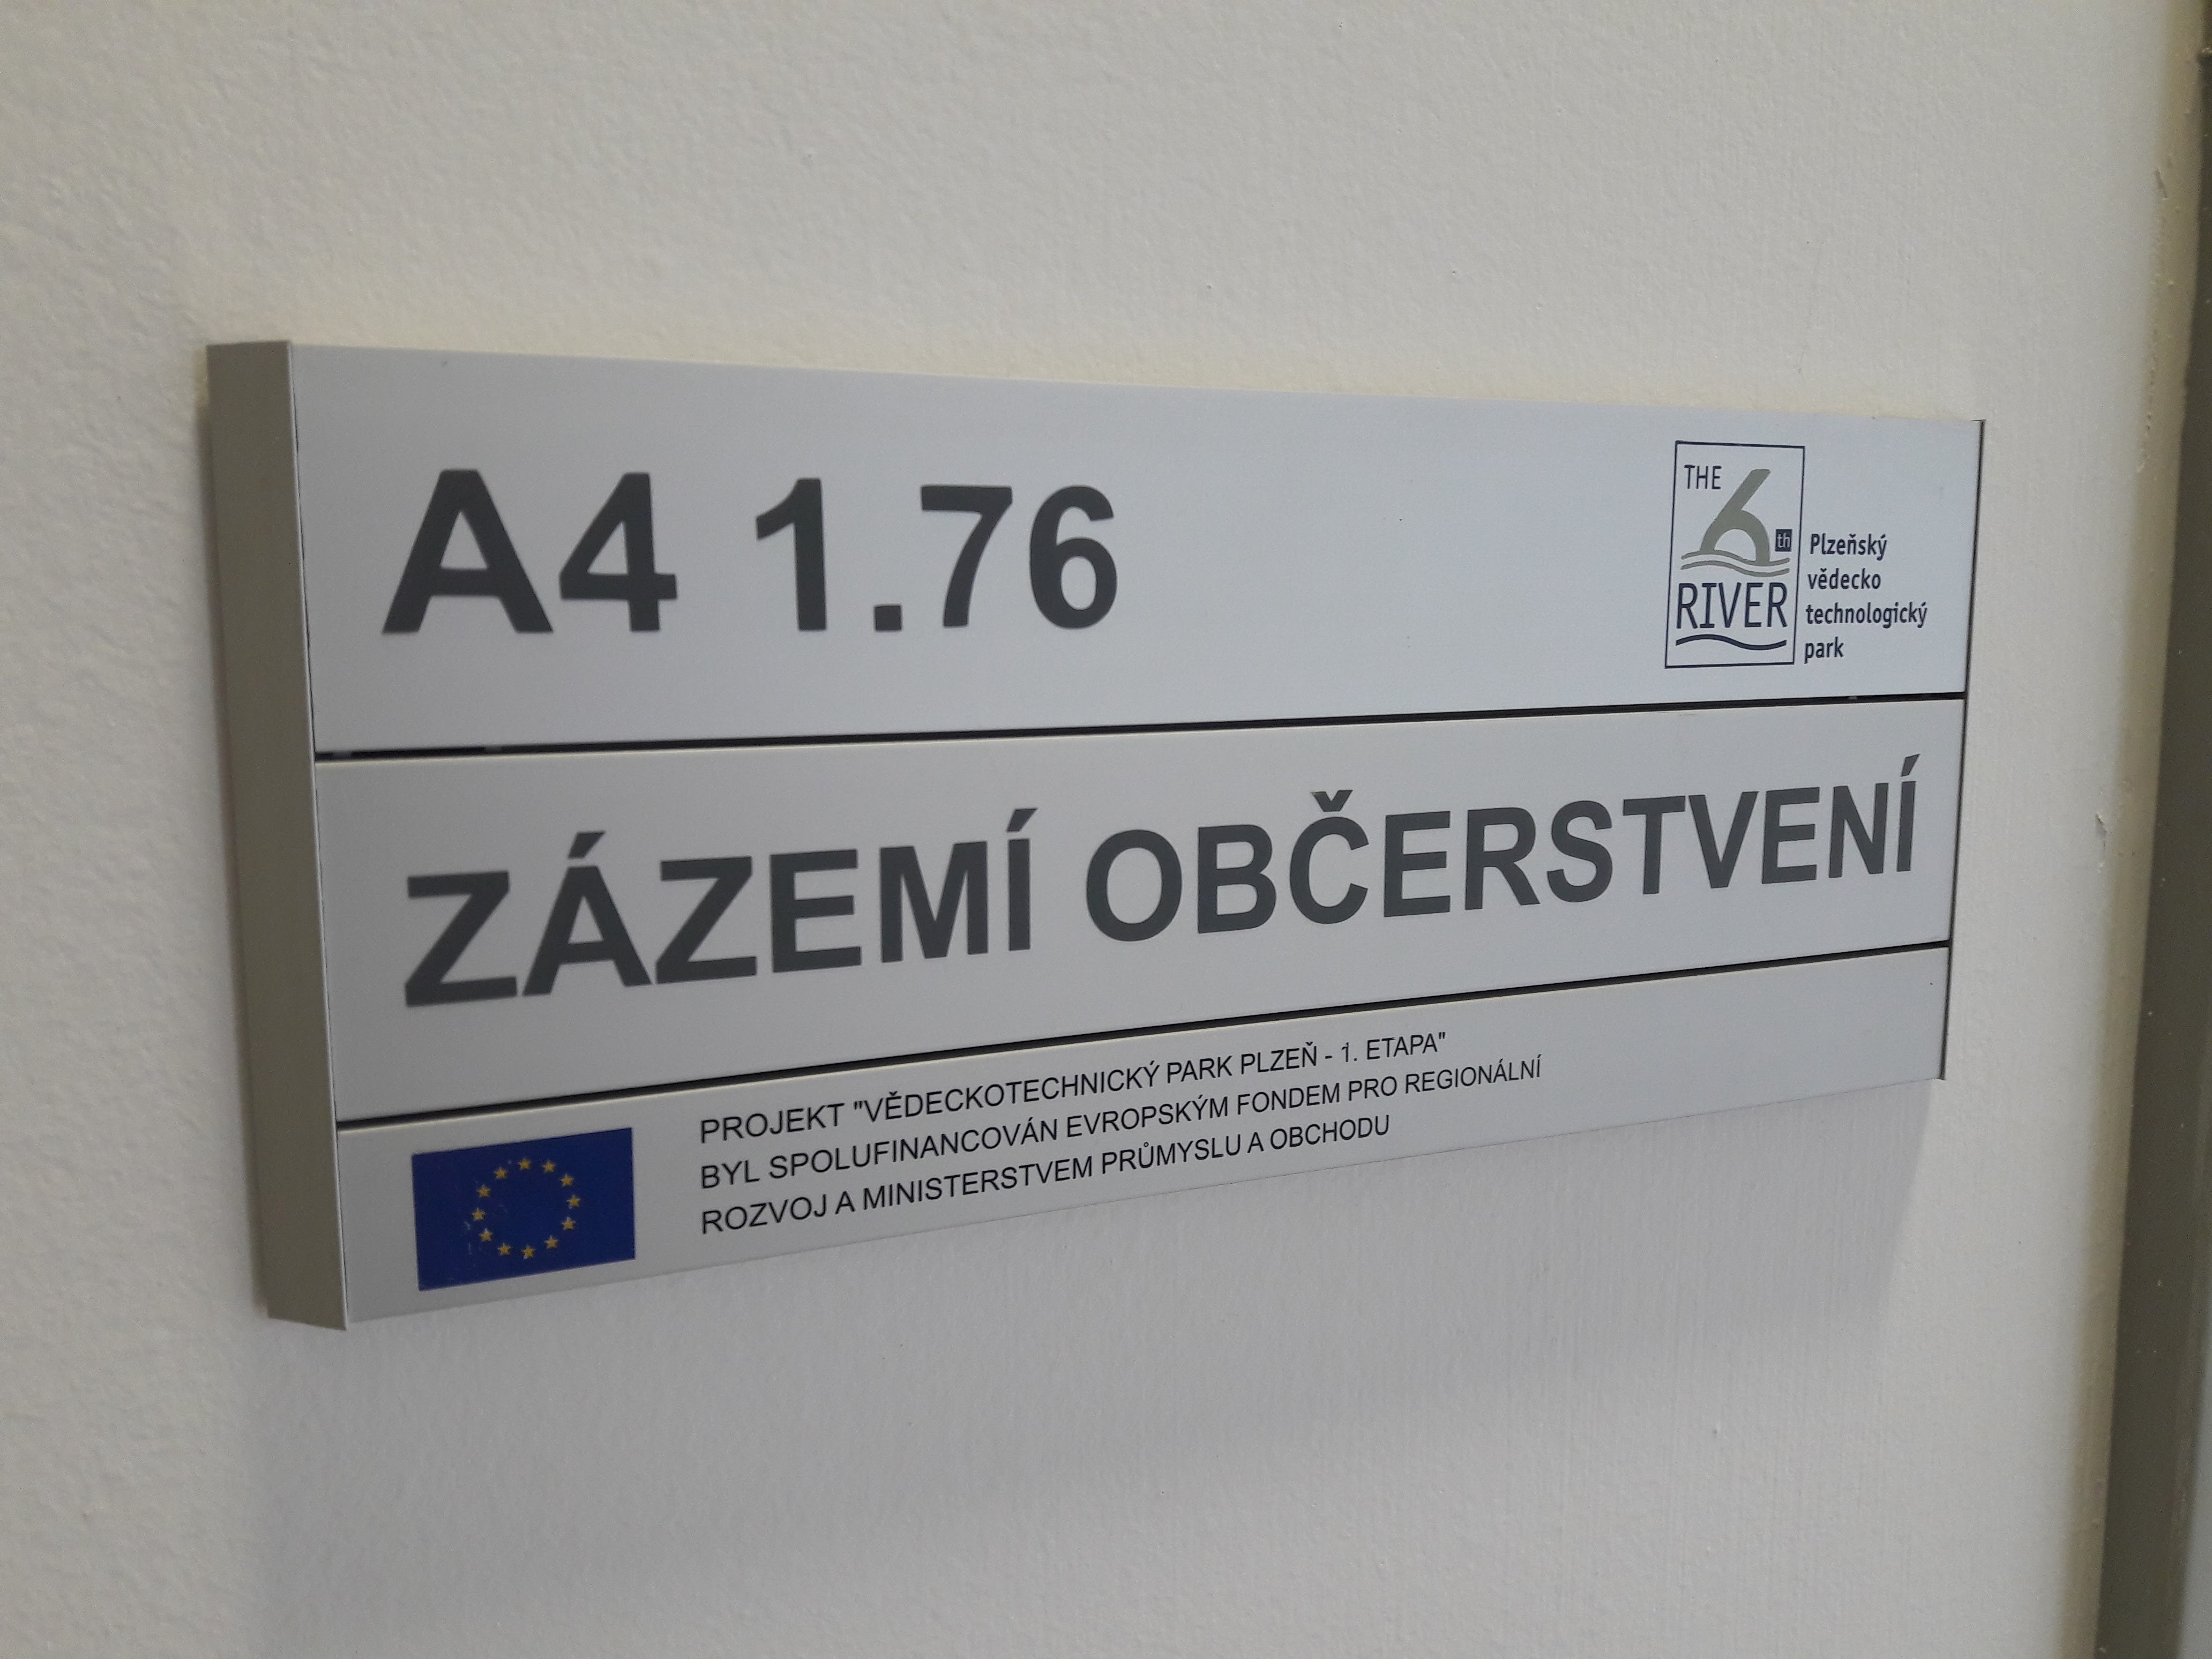 A4 1.76
THE
6
th
RIVER
Plzeňský
vědecko
technologický
park
ZÁZEMÍ OBČERSTVENÍ
PROJEKT "VĚDECKOTECHNICKÝ PARK PLZEŇ - 1. ETAPA"
BYL SPOLUFINANCOVÁN EVROPSKÝM FONDEM PRO REGIONÁLNÍ
ROZVOJ A MINISTERSTVEM PRŮMYSLU A OBCHODU